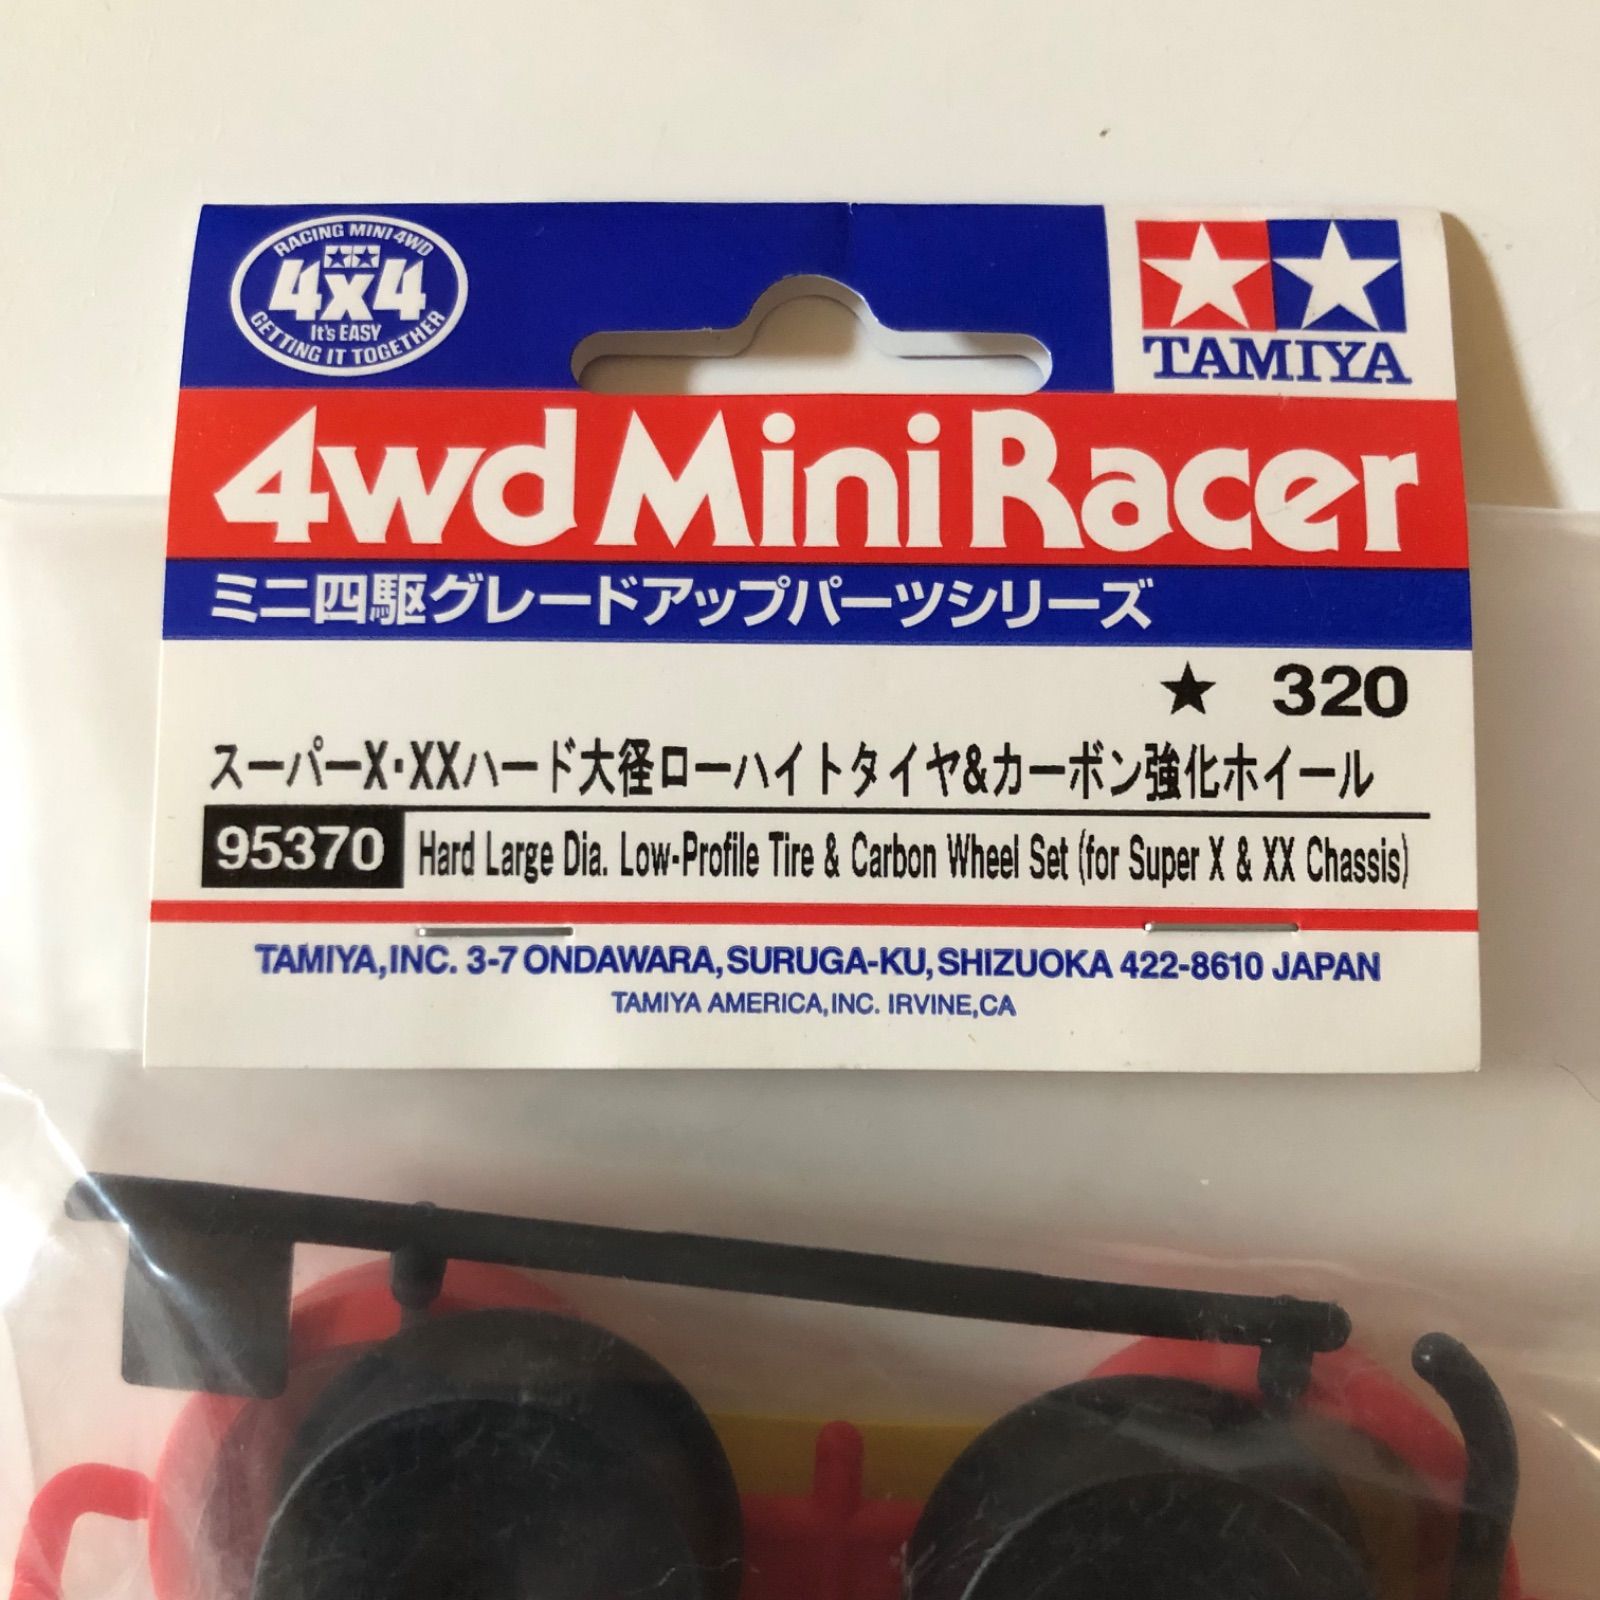 RACING MINI 4WD
4x4
It's EASY
GETTING IT TOGETHER
TAMIYA
4wd Mini Racer
ミニ四駆グレードアップパーツシリーズ
★ 320
スーパーX・XXハード大径ローハイトタイヤ&カーボン強化ホイール
95370 Hard Large Dia. Low-Profile Tire & Carbon Wheel Set (for Super X & XX Chassis)
TAMIYA,INC. 3-7 ONDAWARA, SURUGA-KU, SHIZUOKA 422-8610 JAPAN
TAMIYA AMERICA, INC. IRVINE, CA